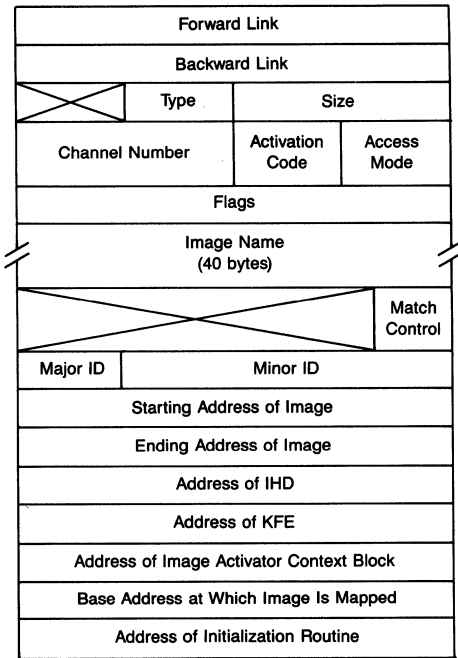 Forward Link
Backward Link
Type Size
Channel Number Activation Code Access Mode
Flags
Image Name
(40 bytes)
Match Control
Major ID Minor ID
Starting Address of Image
Ending Address of Image
Address of IHD
Address of KFE
Address of Image Activator Context Block
Base Address at Which Image Is Mapped
Address of Initialization Routine